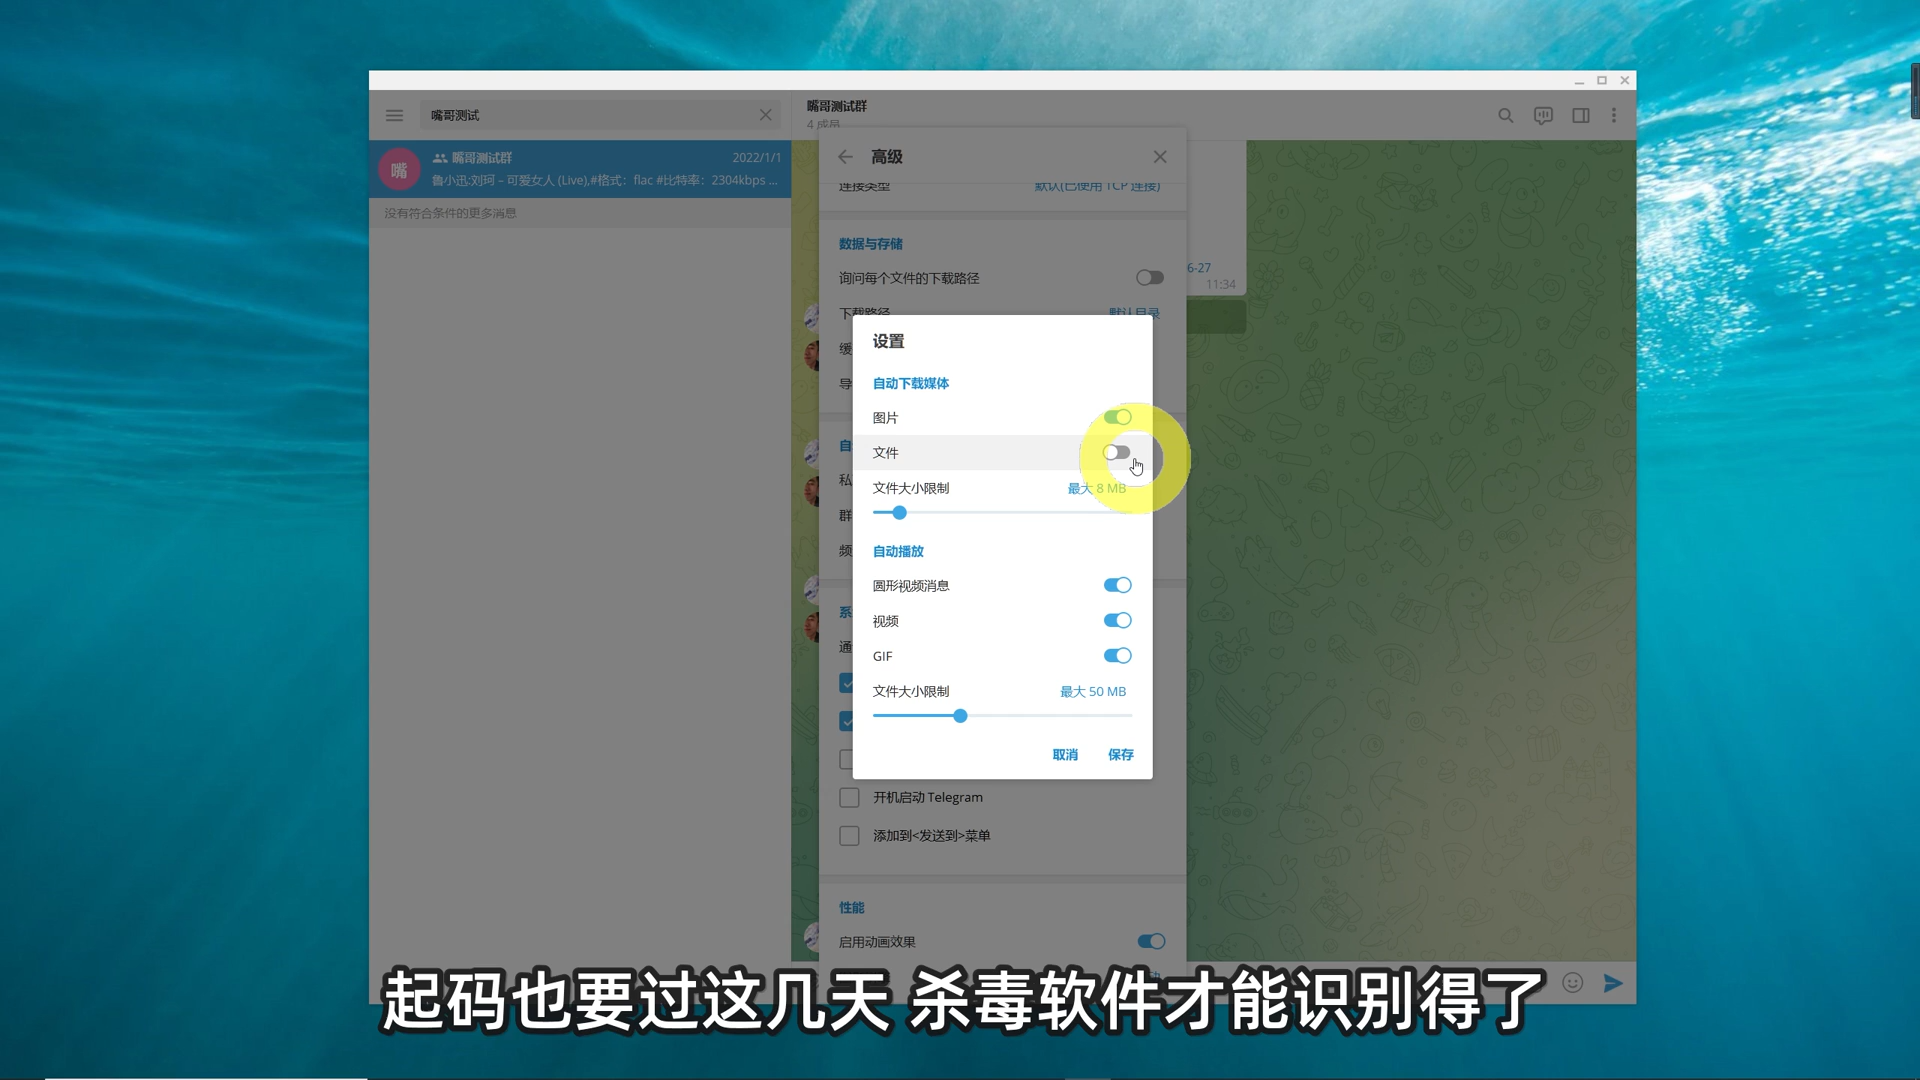 嘴哥测试
嘴
嘴哥测试群
2022/1/1
鲁小迅:刘珂 – 可爱女人 (Live),#格式：flac #比特率：2304kbps ...
没有符合条件的更多消息
嘴哥测试群
4 成员
高级
连接类型
默认(已使用 TCP 连接)
数据与存储
询问每个文件的下载路径
下载路径
默认目录
缓
导
6-27
11:34
自
私
群
频
系
通
设置
自动下载媒体
图片
文件
文件大小限制
最大 8 MB
自动播放
圆形视频消息
视频
GIF
文件大小限制
最大 50 MB
取消
保存
开机启动 Telegram
添加到<发送到>菜单
性能
启用动画效果
起码也要过这几天 杀毒软件才能识别得了